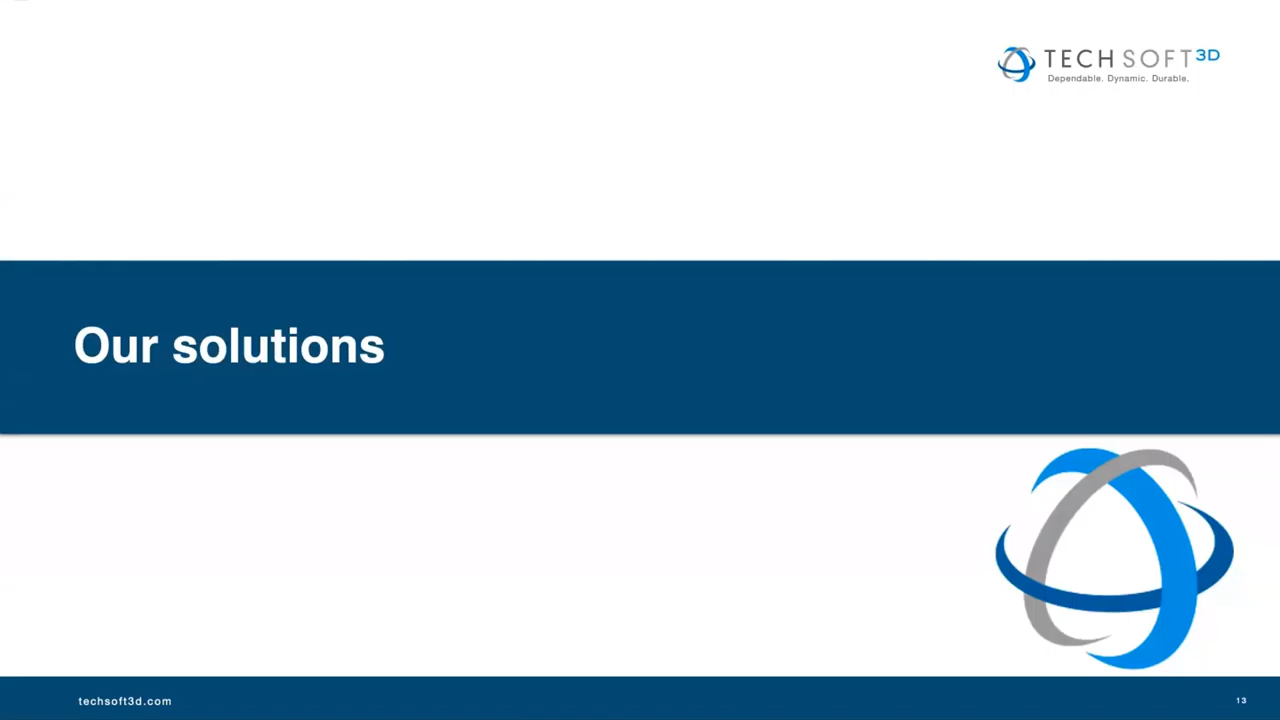 TECH SOFT 3D
Dependable. Dynamic. Durable.
Our solutions
techsoft3d.com
13